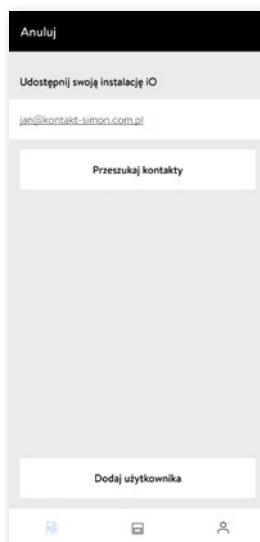 Anuluj
Udostępnij swoją instalację iO
jan@kontakt-simon.com.pl
Przeszukaj kontakty
Dodaj użytkownika